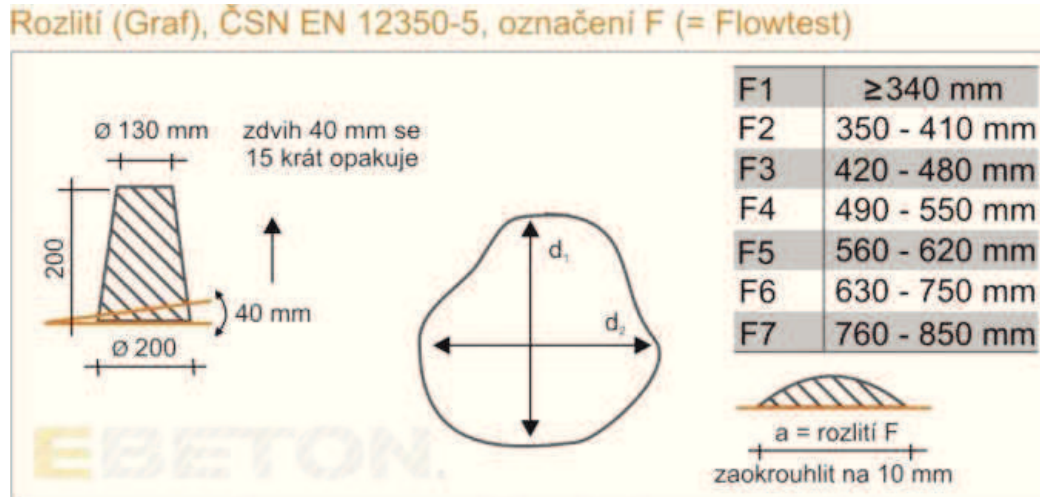 Rozlití (Graf), ČSN EN 12350-5, označení F (= Flowtest)
Ø 130 mm
zdvih 40 mm se
15 krát opakuje
200
40 mm
Ø 200
d₁
d₂
F1 ≥340 mm
F2 350 - 410 mm
F3 420 - 480 mm
F4 490 - 550 mm
F5 560 - 620 mm
F6 630 - 750 mm
F7 760 - 850 mm
a = rozlití F
zaokrouhlit na 10 mm
EBETON.